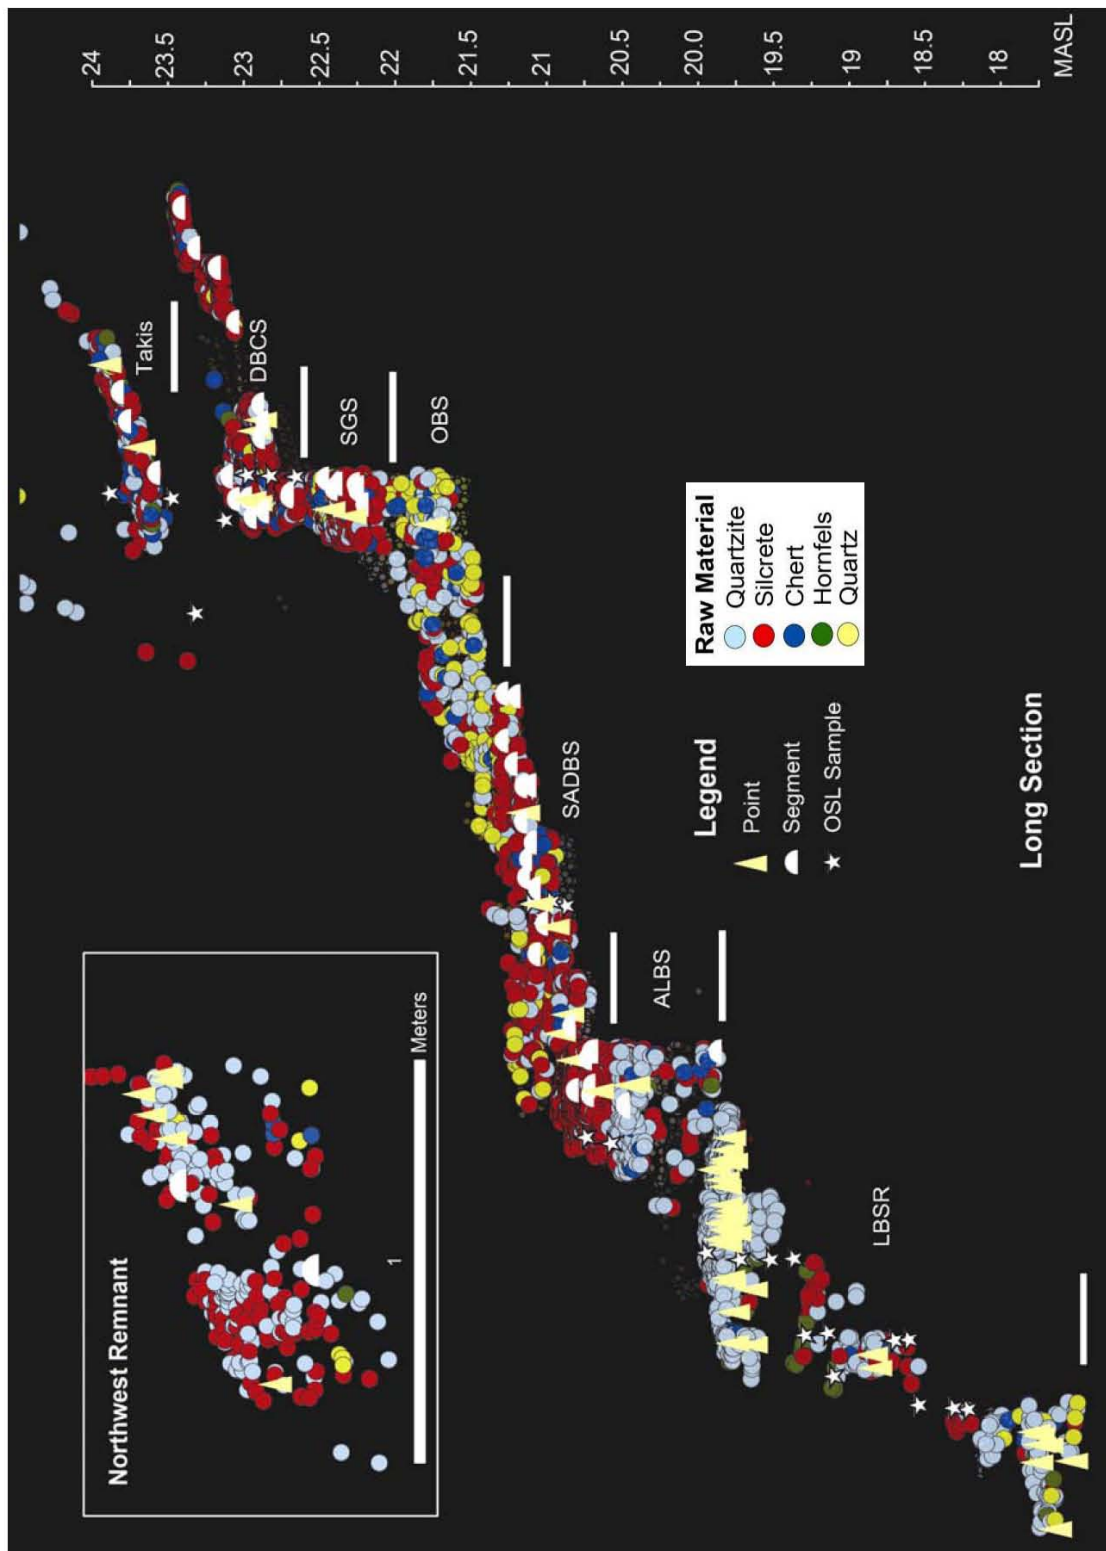 Northwest Remnant
1
Meters
24
23.5
23
22.5
22
21.5
21
20.5
20.0
19.5
19
18.5
18
MASL
Takis
DBCS
SGS
OBS
SADBS
ALBS
LBSR
Legend
Point
Segment
OSL Sample
Raw Material
Quartzite
Silcrete
Chert
Hornfels
Quartz
Long Section